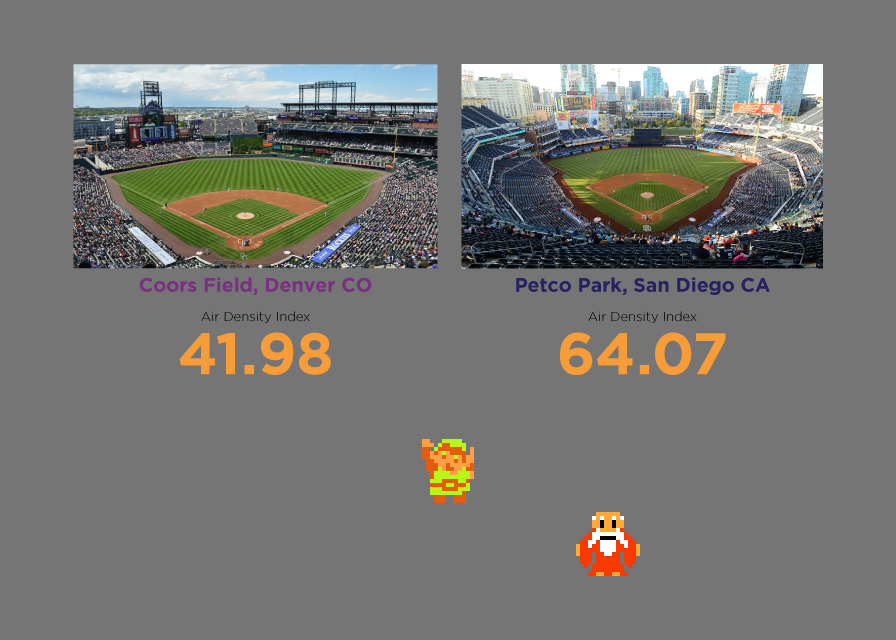 Coors Field, Denver CO
Petco Park, San Diego CA
Air Density Index
Air Density Index
41.98
64.07